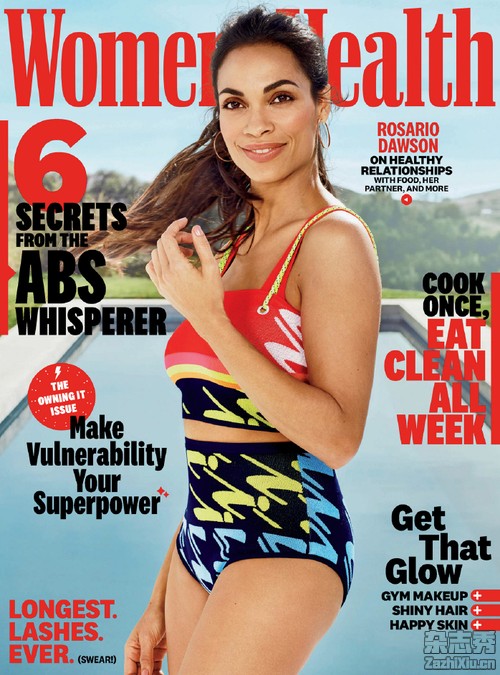 Women's Health
ROSARIO
DAWSON
ON HEALTHY
RELATIONSHIPS
WITH FOOD, HER
PARTNER, AND MORE
6
SECRETS
FROM THE
ABS
WHISPERER
COOK
ONCE,
EAT
CLEAN
ALL
WEEK
THE
OWNING IT
ISSUE
Make
Vulnerability
Your
Superpower
Get
That
Glow
GYM MAKEUP +
SHINY HAIR +
HAPPY SKIN +
LONGEST.
LASHES.
EVER. (SWEAR!)
杂志秀
ZazhiXiu.cn